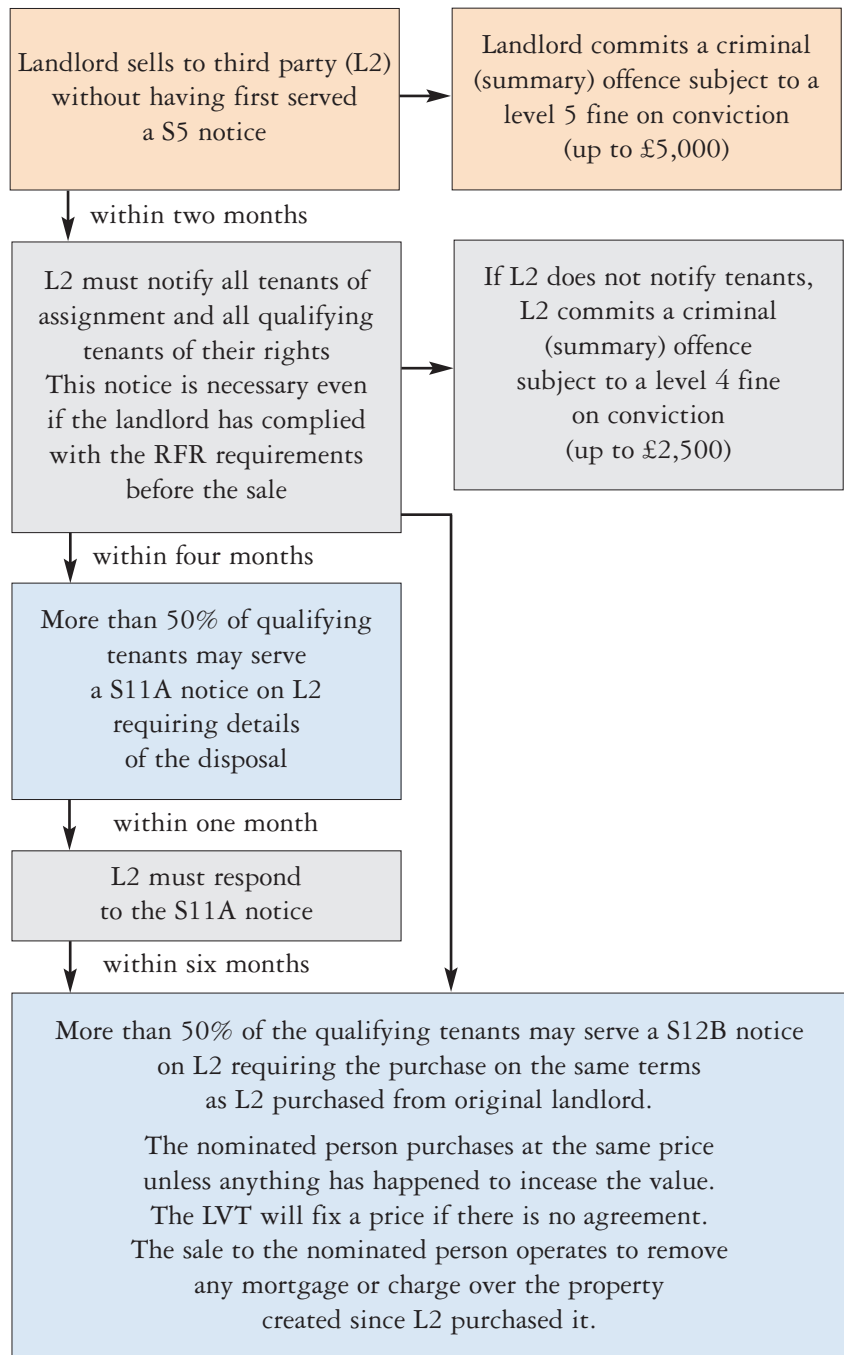 Landlord sells to third party (L2)
without having first served
a S5 notice
Landlord commits a criminal
(summary) offence subject to a
level 5 fine on conviction
(up to £5,000)
within two months
L2 must notify all tenants of
assignment and all qualifying
tenants of their rights
This notice is necessary even
if the landlord has complied
with the RFR requirements
before the sale
If L2 does not notify tenants,
L2 commits a criminal
(summary) offence
subject to a level 4 fine
on conviction
(up to £2,500)
within four months
More than 50% of qualifying
tenants may serve
a S11A notice on L2
requiring details
of the disposal
within one month
L2 must respond
to the S11A notice
within six months
More than 50% of the qualifying tenants may serve a S12B notice
on L2 requiring the purchase on the same terms
as L2 purchased from original landlord.
The nominated person purchases at the same price
unless anything has happened to incease the value.
The LVT will fix a price if there is no agreement.
The sale to the nominated person operates to remove
any mortgage or charge over the property
created since L2 purchased it.